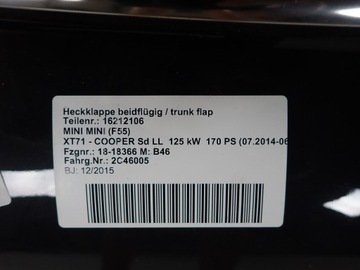 Heckklappe beidflügig / trunk flap
Teilenr.: 16212106
MINI MINI (F55)
XT71 - COOPER Sd LL 125 kW 170 PS (07.2014-06
Fzgnr.: 18-18366 M: B46
Fahrg.Nr.: 2C46005
BJ: 12/2015